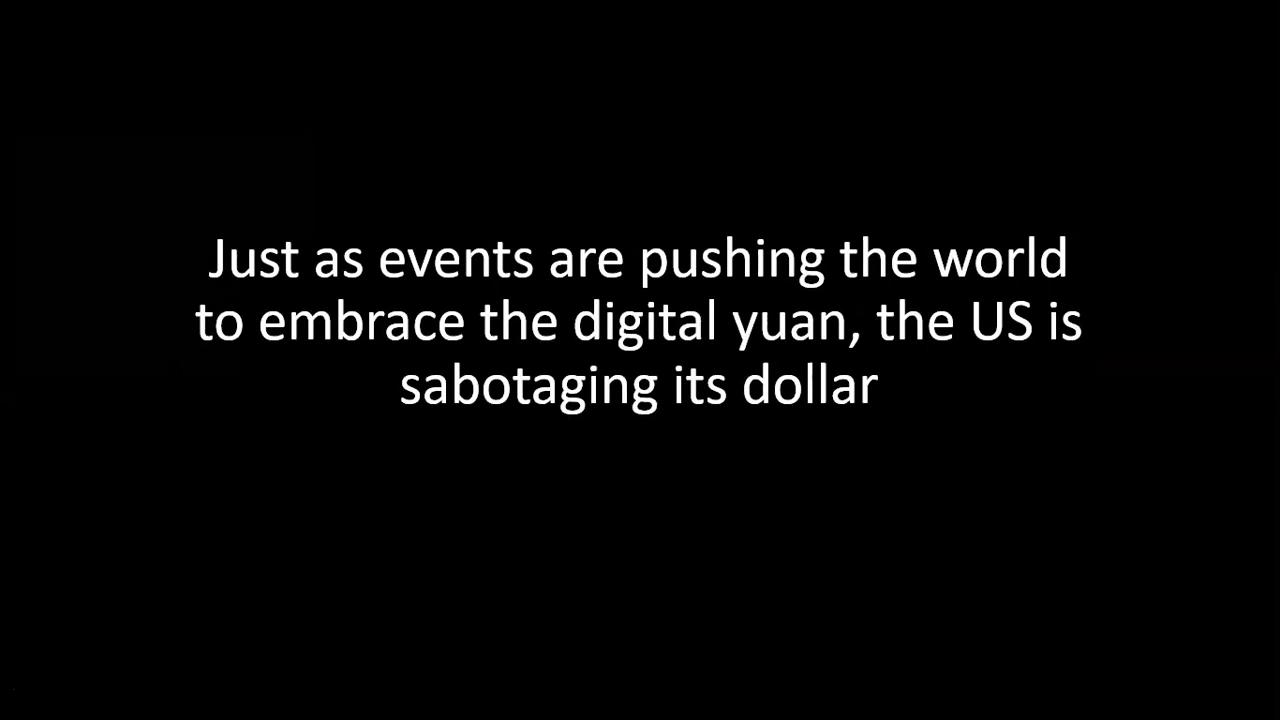 Just as events are pushing the world
to embrace the digital yuan, the US is
sabotaging its dollar